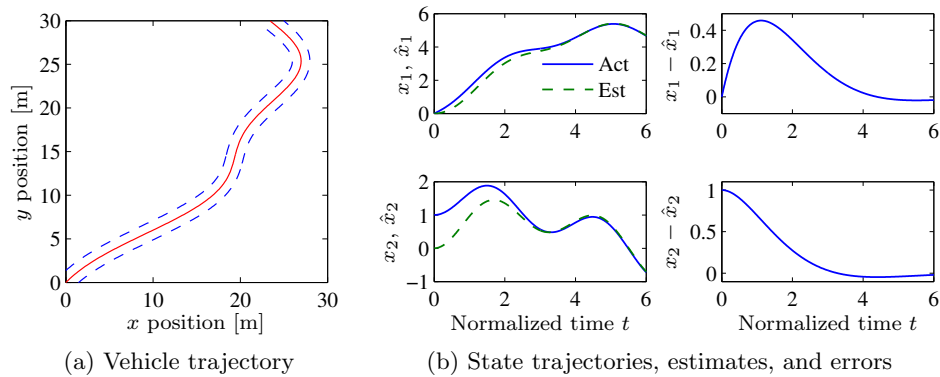 30
25
20
15
10
5
0
y position [m]
0 10 20 30
x position [m]
(a) Vehicle trajectory
6
4
2
0
x₁, x̂₁
Act
Est
0 2 4 6
0.4
0.2
0
x₁ − x̂₁
0 2 4 6
2
1
0
−1
x₂, x̂₂
0 2 4 6
Normalized time t
1
0.5
0
x₂ − x̂₂
0 2 4 6
Normalized time t
(b) State trajectories, estimates, and errors